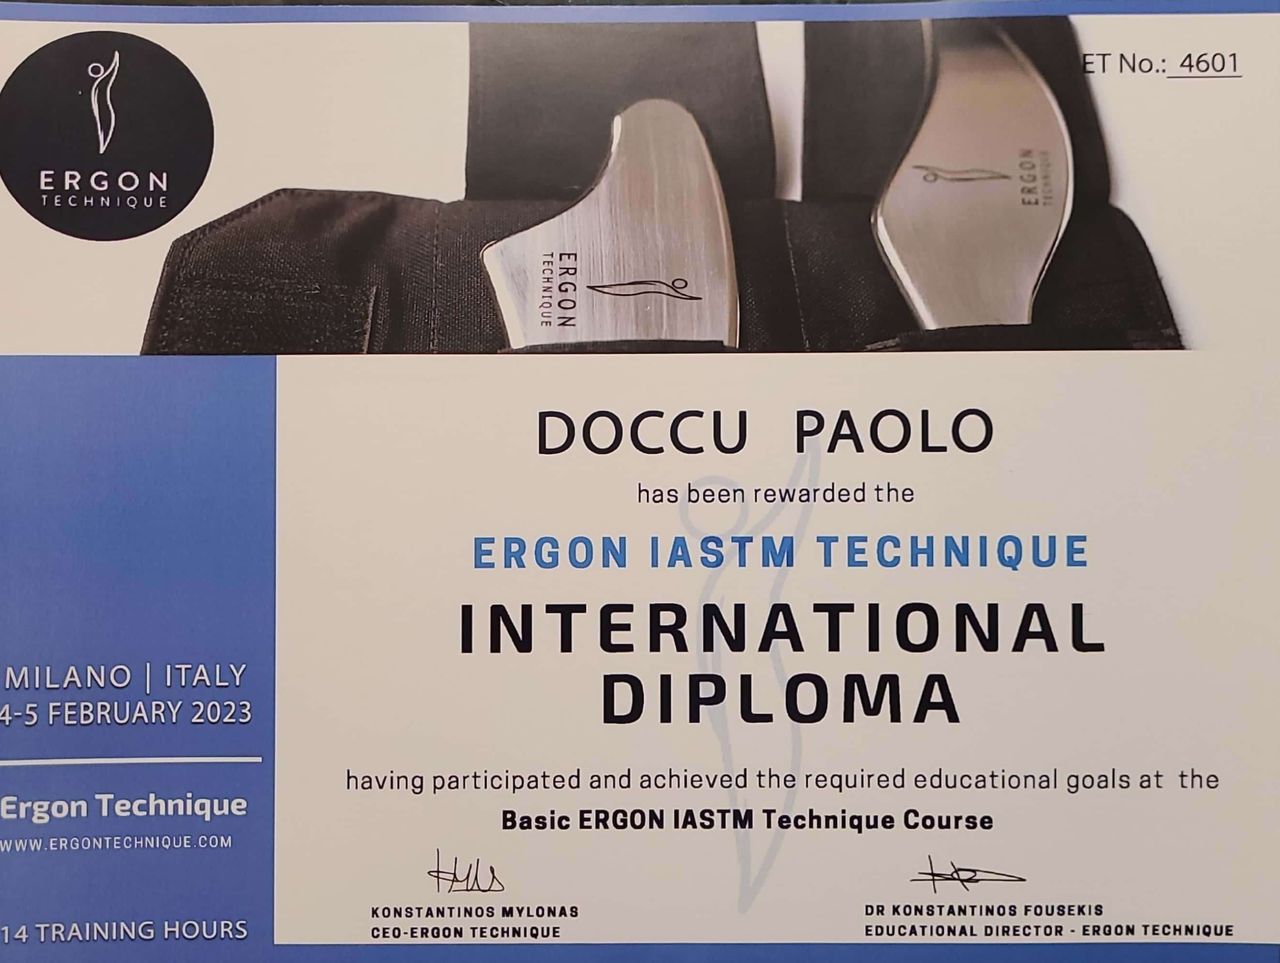 ERGON
TECHNIQUE
ET No.: 4601
ERGON
TECHNIQUE
ERGON
TECHNIQUE
DOCCU PAOLO
has been rewarded the
ERGON IASTM TECHNIQUE
INTERNATIONAL
DIPLOMA
having participated and achieved the required educational goals at the
Basic ERGON IASTM Technique Course
KONSTANTINOS MYLONAS
CEO-ERGON TECHNIQUE
DR KONSTANTINOS FOUSEKIS
EDUCATIONAL DIRECTOR - ERGON TECHNIQUE
MILANO | ITALY
4-5 FEBRUARY 2023
Ergon Technique
WWW.ERGONTECHNIQUE.COM
14 TRAINING HOURS